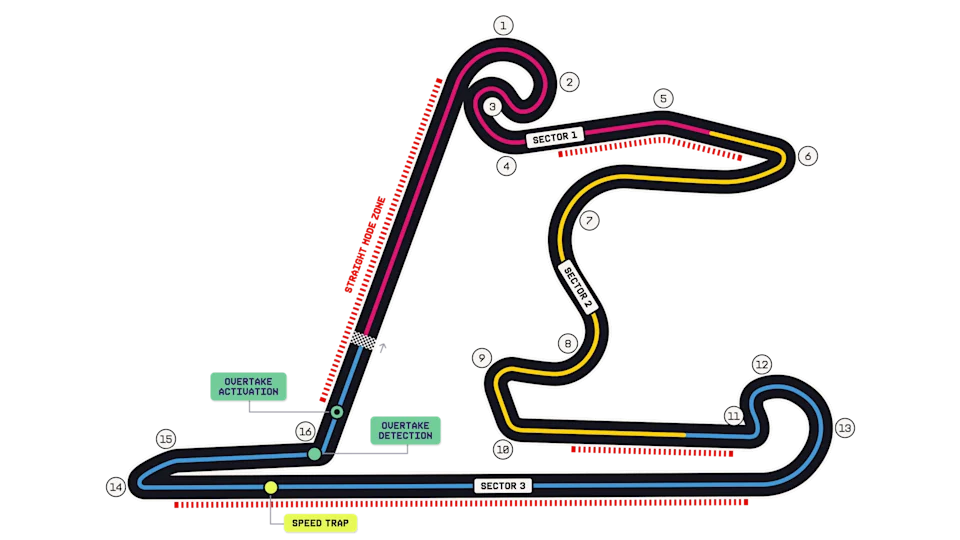 1
2
3
SECTOR 1
4
5
6
STRAIGHT MODE ZONE
7
SECTOR 2
8
9
10
11
12
13
OVERTAKE
ACTIVATION
OVERTAKE
DETECTION
16
15
14
SECTOR 3
SPEED TRAP